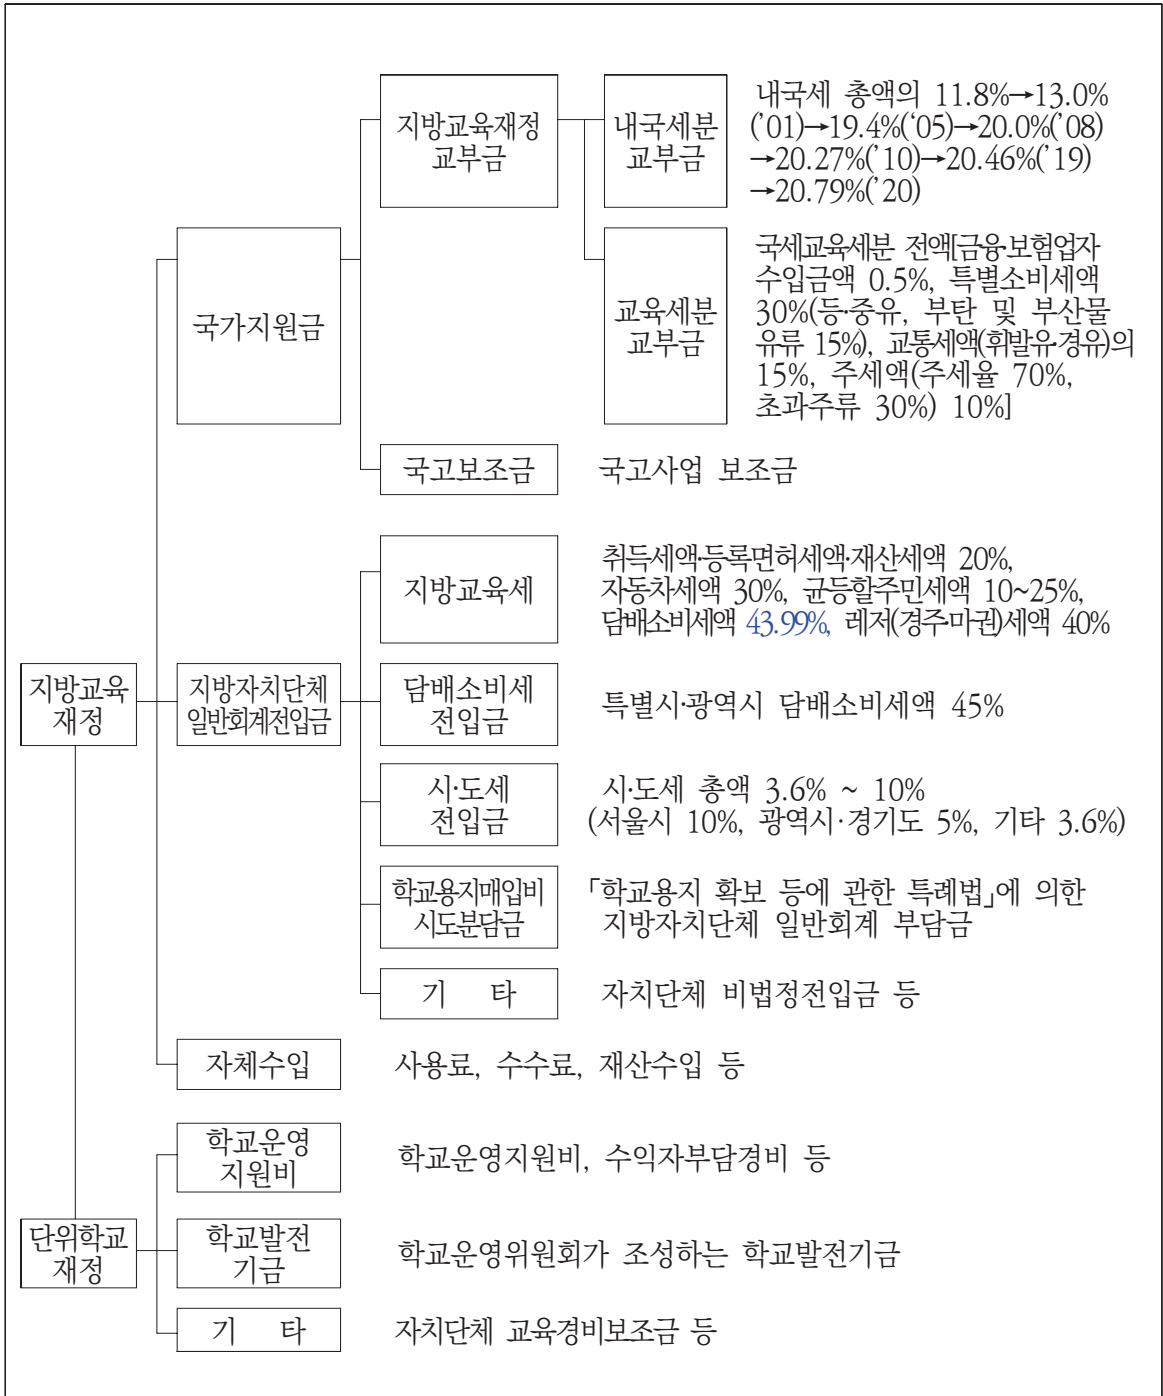 지방교육재정
교부금
내국세분
교부금
내국세 총액의 11.8%→13.0%
('01)→19.4%('05)→20.0%('08)
→20.27%('10)→20.46%('19)
→20.79%('20)
국가지원금
교육세분
교부금
국세교육세분 전액[금융·보험업자
수입금액 0.5%, 특별소비세액
30%(등·중유, 부탄 및 부산물
유류 15%), 교통세액(휘발유·경유)의
15%, 주세액(주세율 70%,
초과주류 30%) 10%]
국고보조금
국고사업 보조금
지방교육세
취득세액·등록면허세액·재산세액 20%,
자동차세액 30%, 균등할주민세액 10~25%,
담배소비세액 43.99%, 레저(경주·마권)세액 40%
지방교육
재정
지방자치단체
일반회계전입금
담배소비세
전입금
특별시·광역시 담배소비세액 45%
시·도세
전입금
시·도세 총액 3.6% ~ 10%
(서울시 10%, 광역시·경기도 5%, 기타 3.6%)
학교용지매입비
시도분담금
「학교용지 확보 등에 관한 특례법」에 의한
지방자치단체 일반회계 부담금
기 타
자치단체 비법정전입금 등
자체수입
사용료, 수수료, 재산수입 등
학교운영
지원비
학교운영지원비, 수익자부담경비 등
단위학교
재정
학교발전
기금
학교운영위원회가 조성하는 학교발전기금
기 타
자치단체 교육경비보조금 등